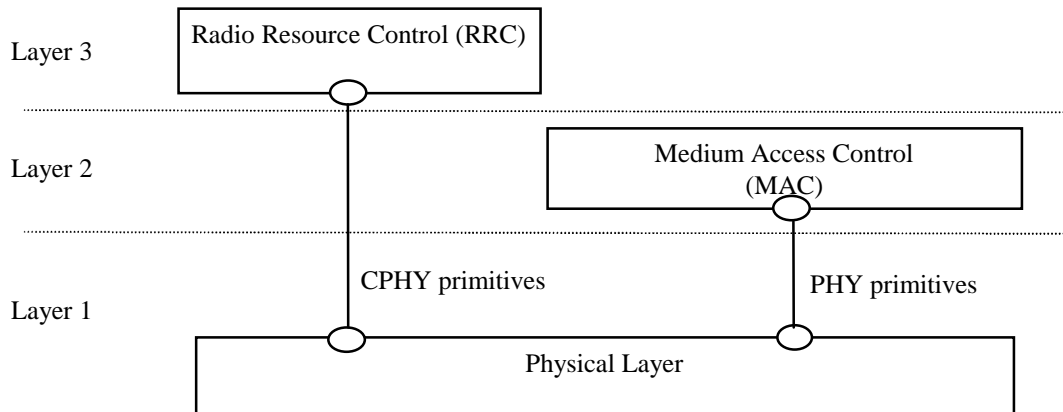 Radio Resource Control (RRC)
Layer 3
Medium Access Control
(MAC)
Layer 2
CPHY primitives
PHY primitives
Layer 1
Physical Layer